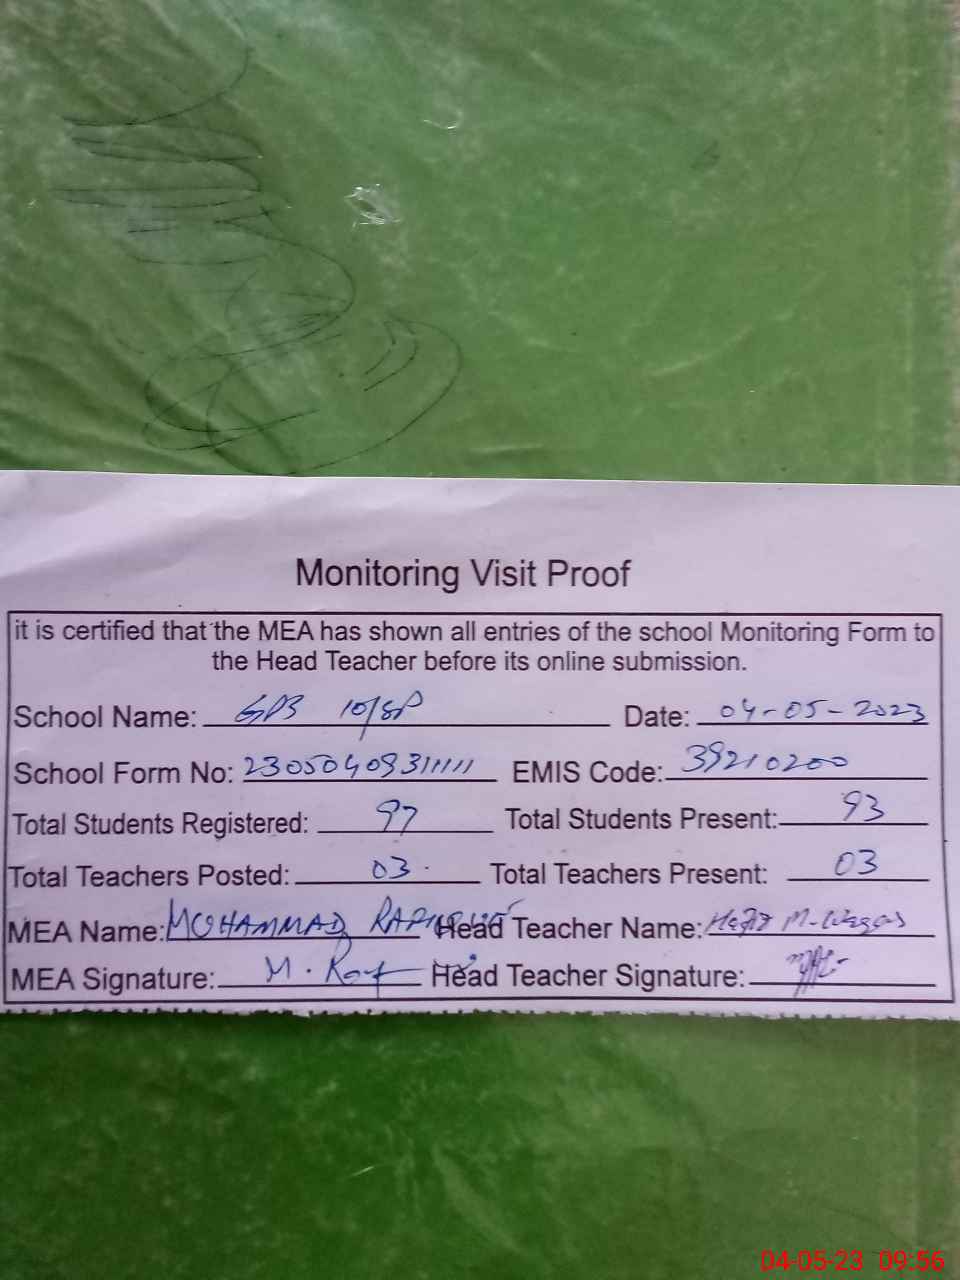 Monitoring Visit Proof
it is certified that the MEA has shown all entries of the school Monitoring Form to
the Head Teacher before its online submission.
School Name: GPS 10/SP Date: 04-05-2023
School Form No: EMIS Code: 39210200
Total Students Registered: 97 Total Students Present: 93
Total Teachers Posted: 03 Total Teachers Present: 03
MEA Name: MOHAMMAD Head Teacher Name: Hafiz M. Waqas
MEA Signature: Head Teacher Signature:
04-05-23 09:56